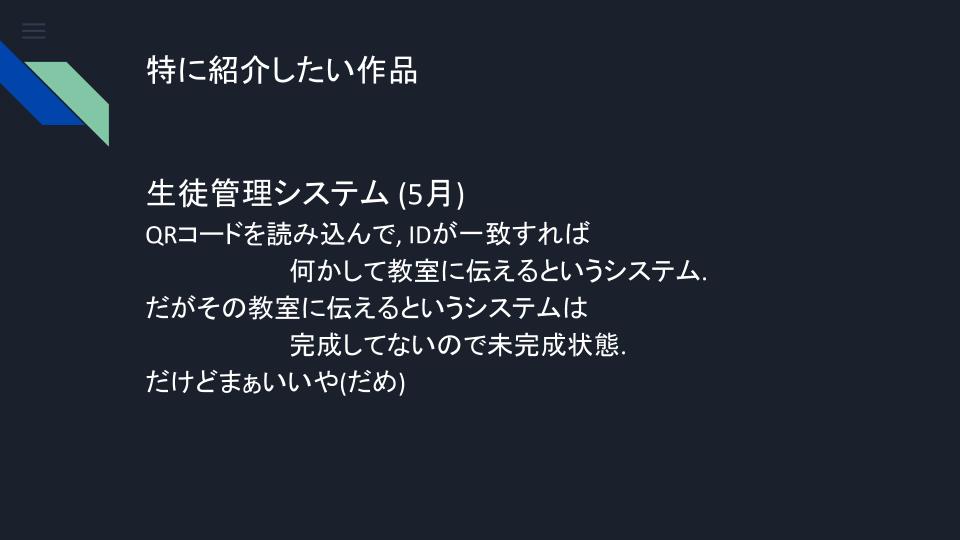 特に紹介したい作品
生徒管理システム (5月)
QRコードを読み込んで, IDが一致すれば
何かして教室に伝えるというシステム.
だがその教室に伝えるというシステムは
完成してないので未完成状態.
だけどまぁいいや(だめ)